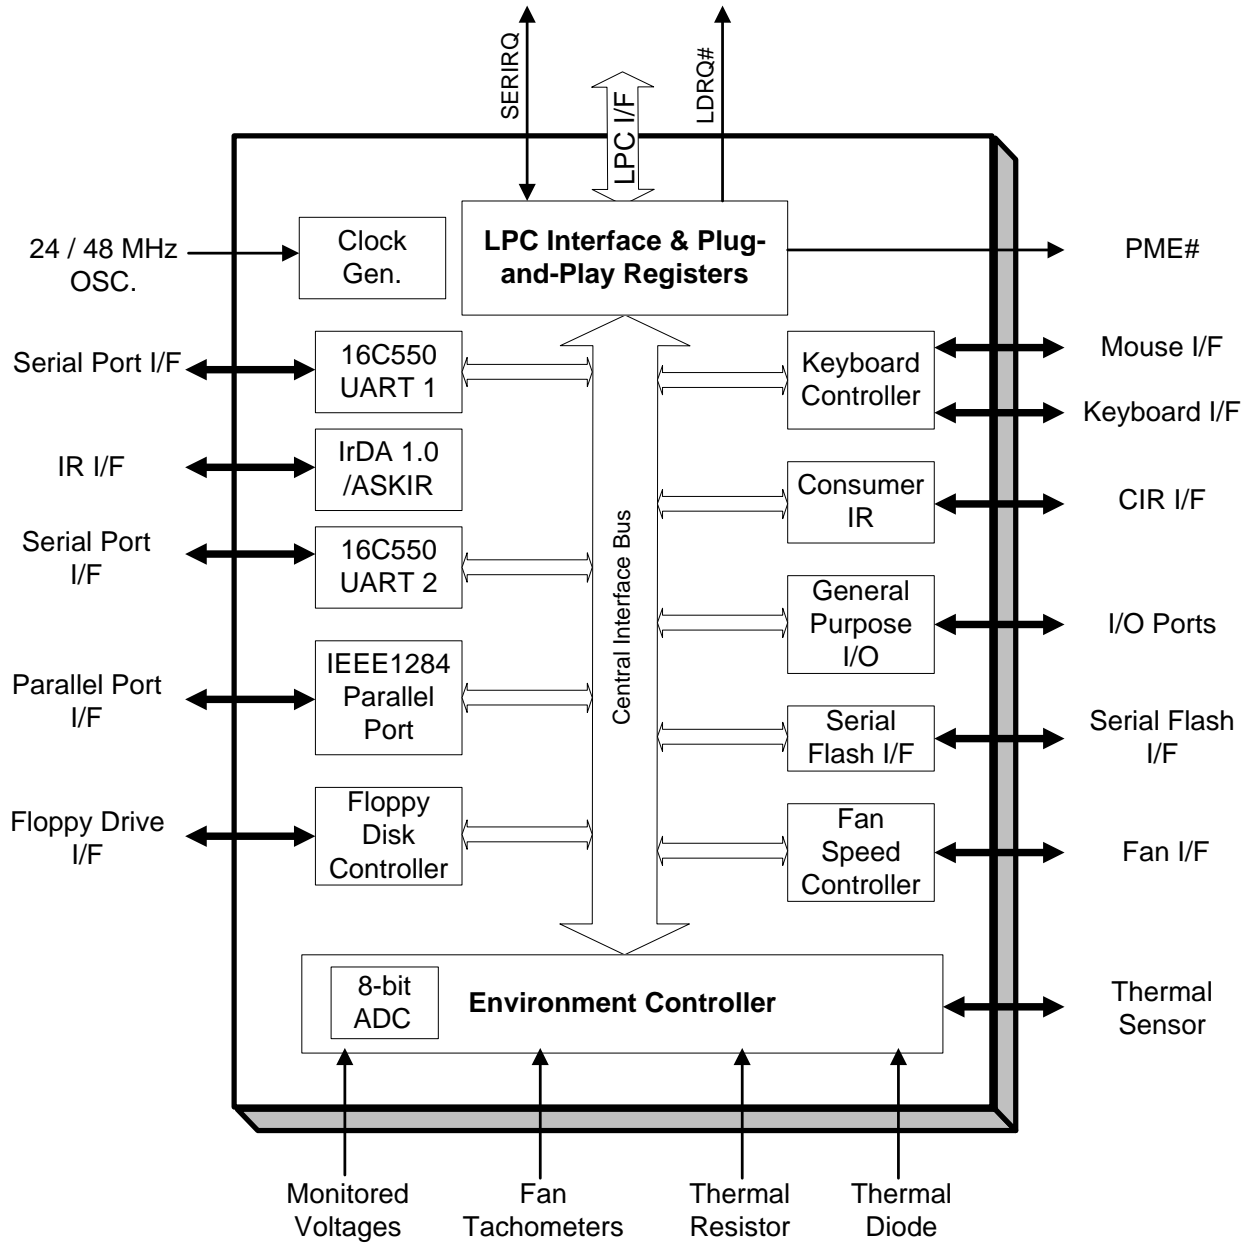 SERIRQ
LPC I/F
LDRQ#
24 / 48 MHz
OSC.
Clock
Gen.
LPC Interface & Plug-
and-Play Registers
PME#
Serial Port I/F
16C550
UART 1
Keyboard
Controller
Mouse I/F
Keyboard I/F
IR I/F
IrDA 1.0
/ASKIR
Consumer
IR
CIR I/F
Serial Port
I/F
16C550
UART 2
Central Interface Bus
General
Purpose
I/O
I/O Ports
Parallel Port
I/F
IEEE1284
Parallel
Port
Serial
Flash I/F
Serial Flash
I/F
Floppy Drive
I/F
Floppy
Disk
Controller
Fan
Speed
Controller
Fan I/F
8-bit
ADC
Environment Controller
Thermal
Sensor
Monitored
Voltages
Fan
Tachometers
Thermal
Resistor
Thermal
Diode